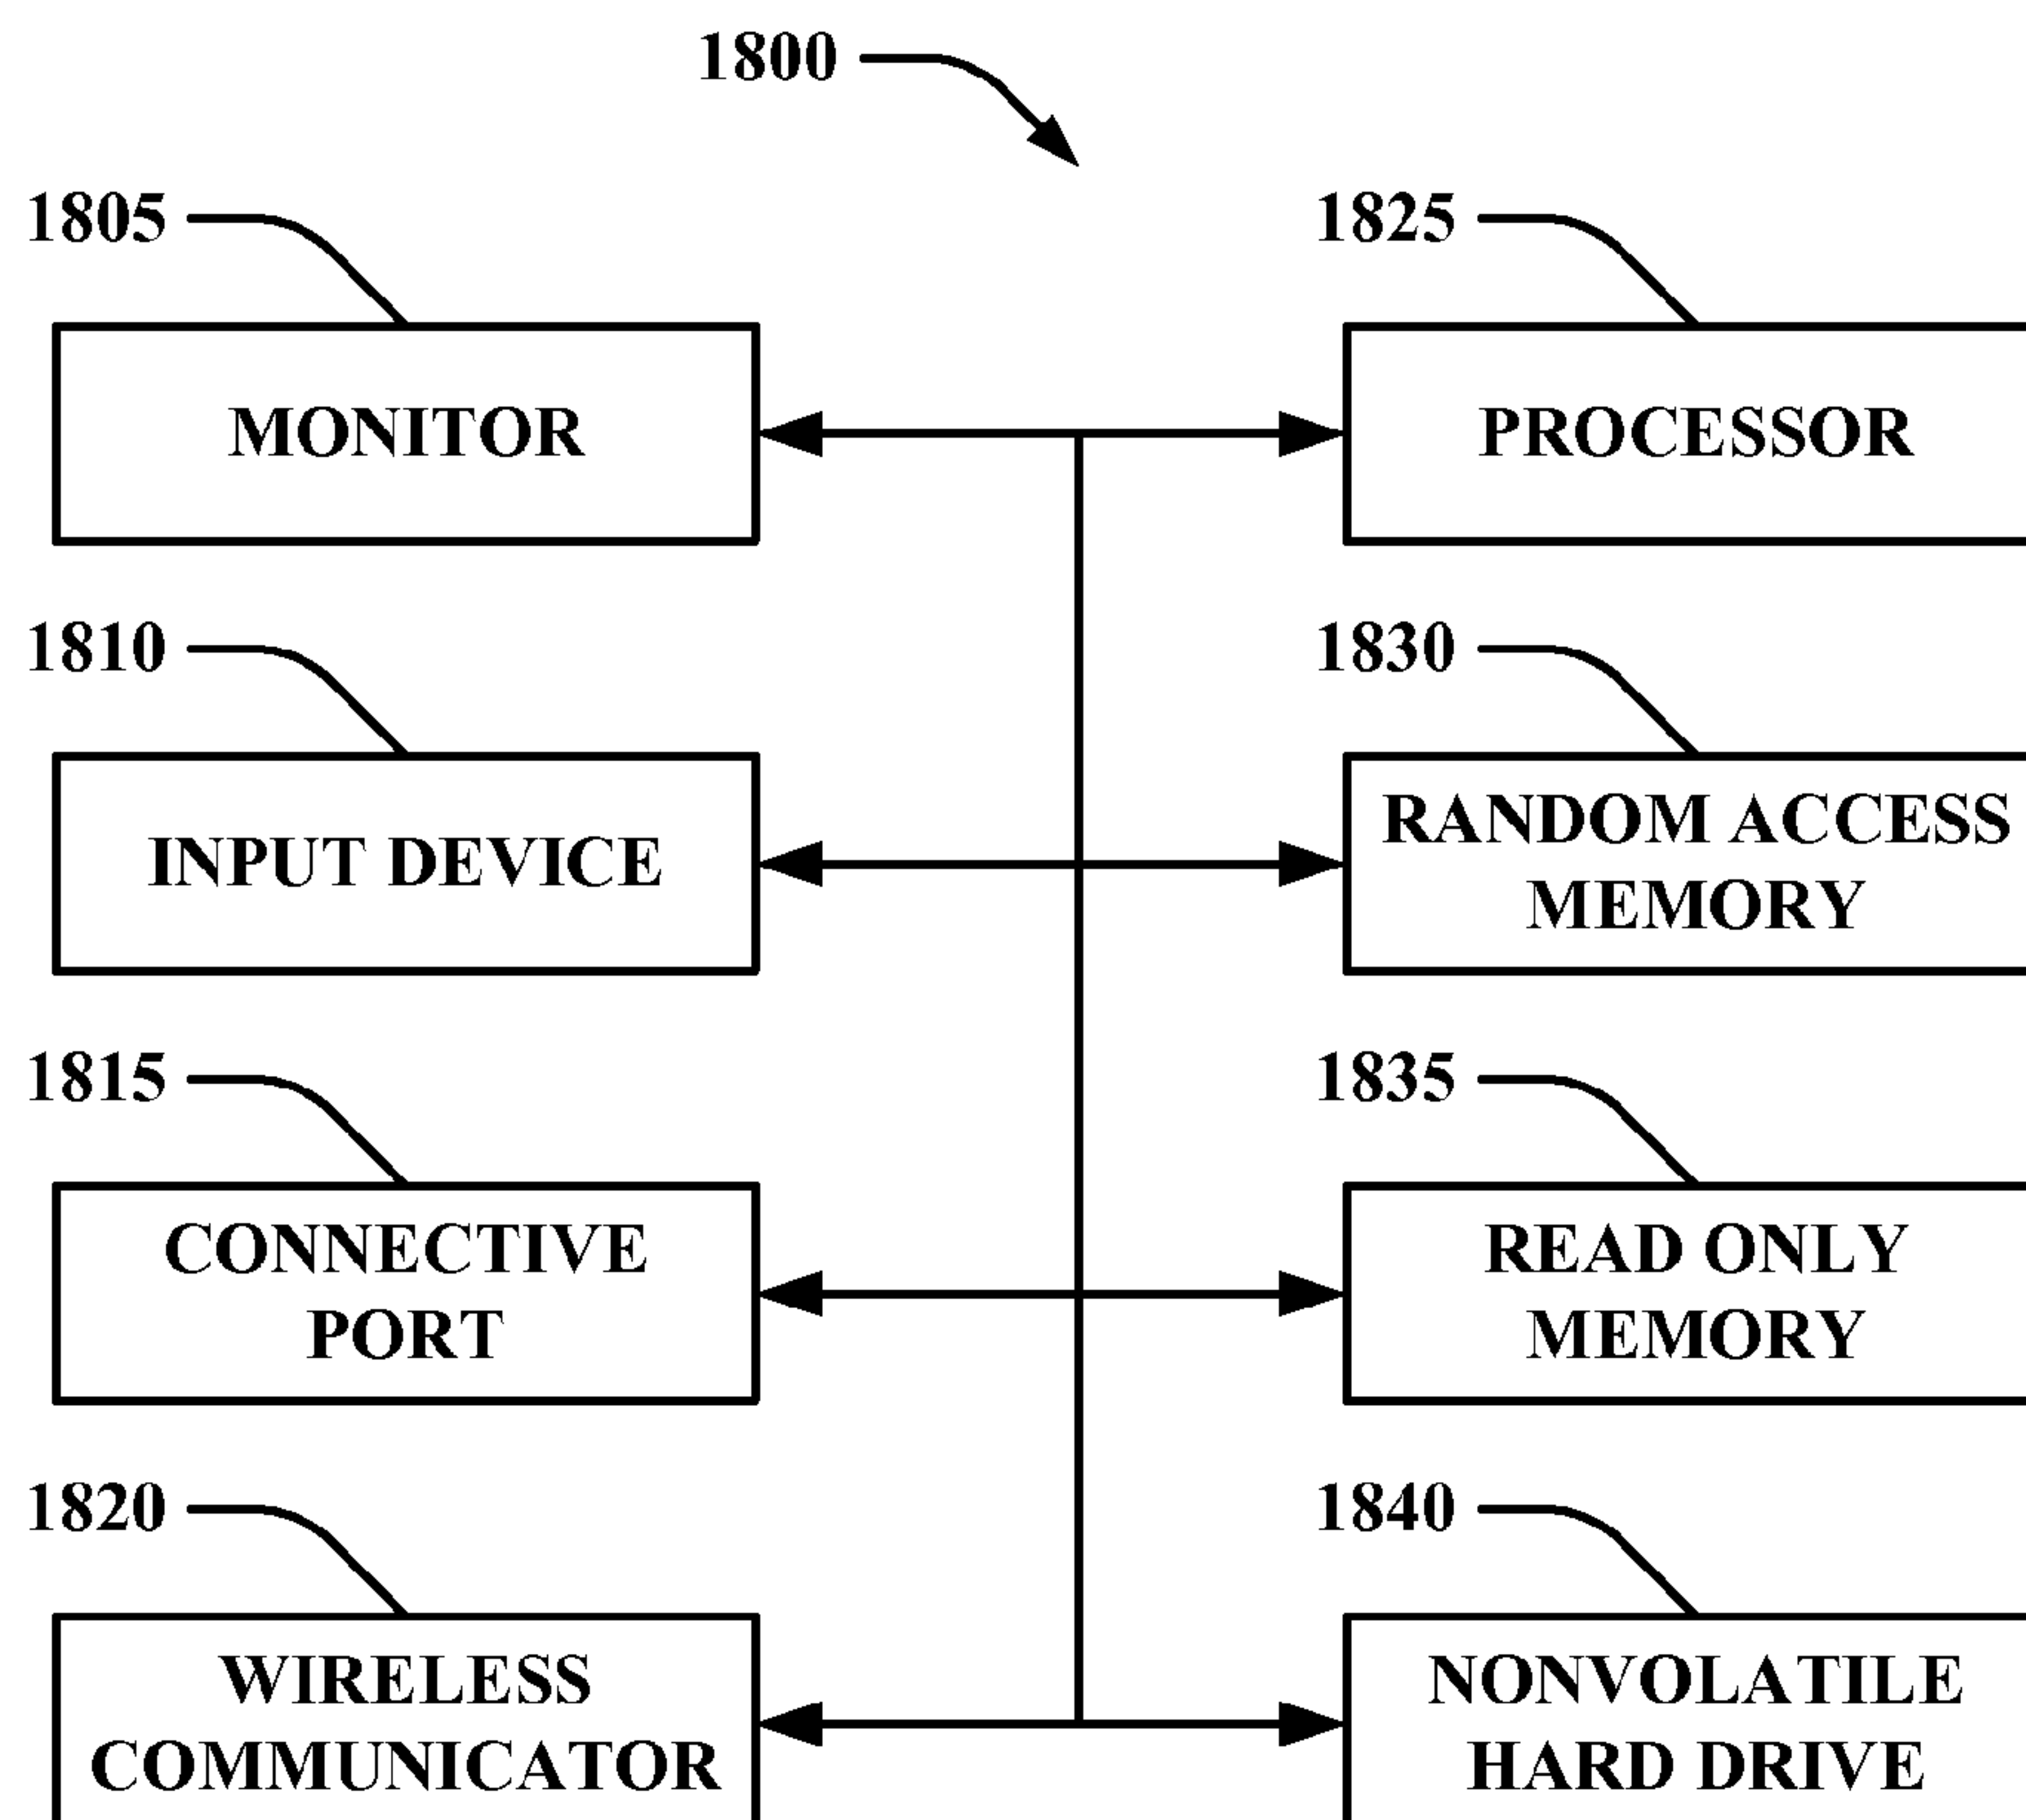 1800
1805
1825
MONITOR
PROCESSOR
1810
1830
INPUT DEVICE
RANDOM ACCESS
MEMORY
1815
1835
CONNECTIVE
PORT
READ ONLY
MEMORY
1820
1840
WIRELESS
COMMUNICATOR
NONVOLATILE
HARD DRIVE